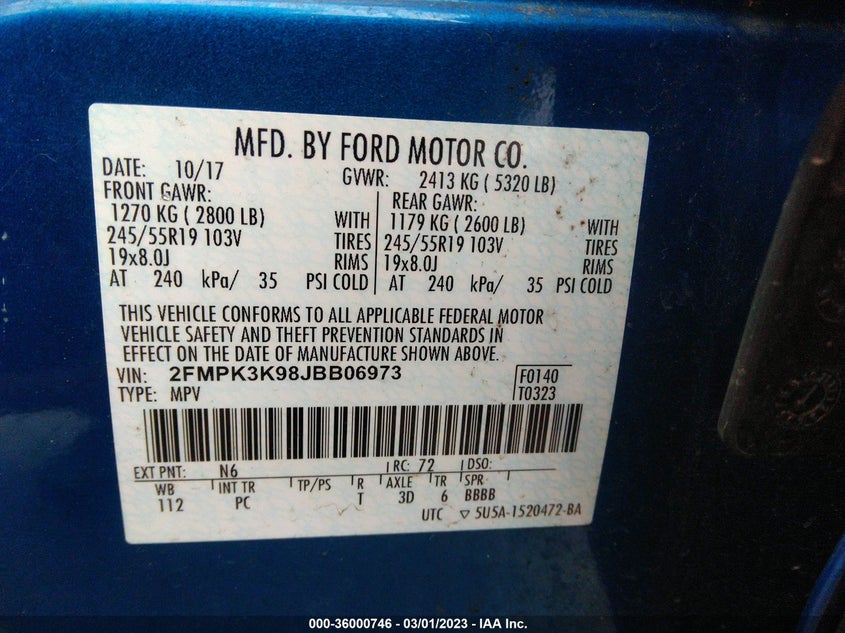 MFD. BY FORD MOTOR CO.
DATE: 10/17 GVWR: 2413 KG ( 5320 LB)
FRONT GAWR: REAR GAWR:
1270 KG ( 2800 LB) WITH 1179 KG ( 2600 LB) WITH
245/55R19 103V TIRES 245/55R19 103V TIRES
19x8.0J RIMS 19x8.0J RIMS
AT 240 kPa/ 35 PSI COLD AT 240 kPa/ 35 PSI COLD
THIS VEHICLE CONFORMS TO ALL APPLICABLE FEDERAL MOTOR
VEHICLE SAFETY AND THEFT PREVENTION STANDARDS IN
EFFECT ON THE DATE OF MANUFACTURE SHOWN ABOVE.
VIN: 2FMPK3K98JBB06973 F0140
TYPE: MPV T0323
EXT PNT: N6 RC: 72 DSO:
WB INT TR TP/PS R AXLE TR SPR
112 PC T 3D 6 BBBB
UTC ▽ 5U5A-1520472-BA
000-36000746 - 03/01/2023 - IAA Inc.